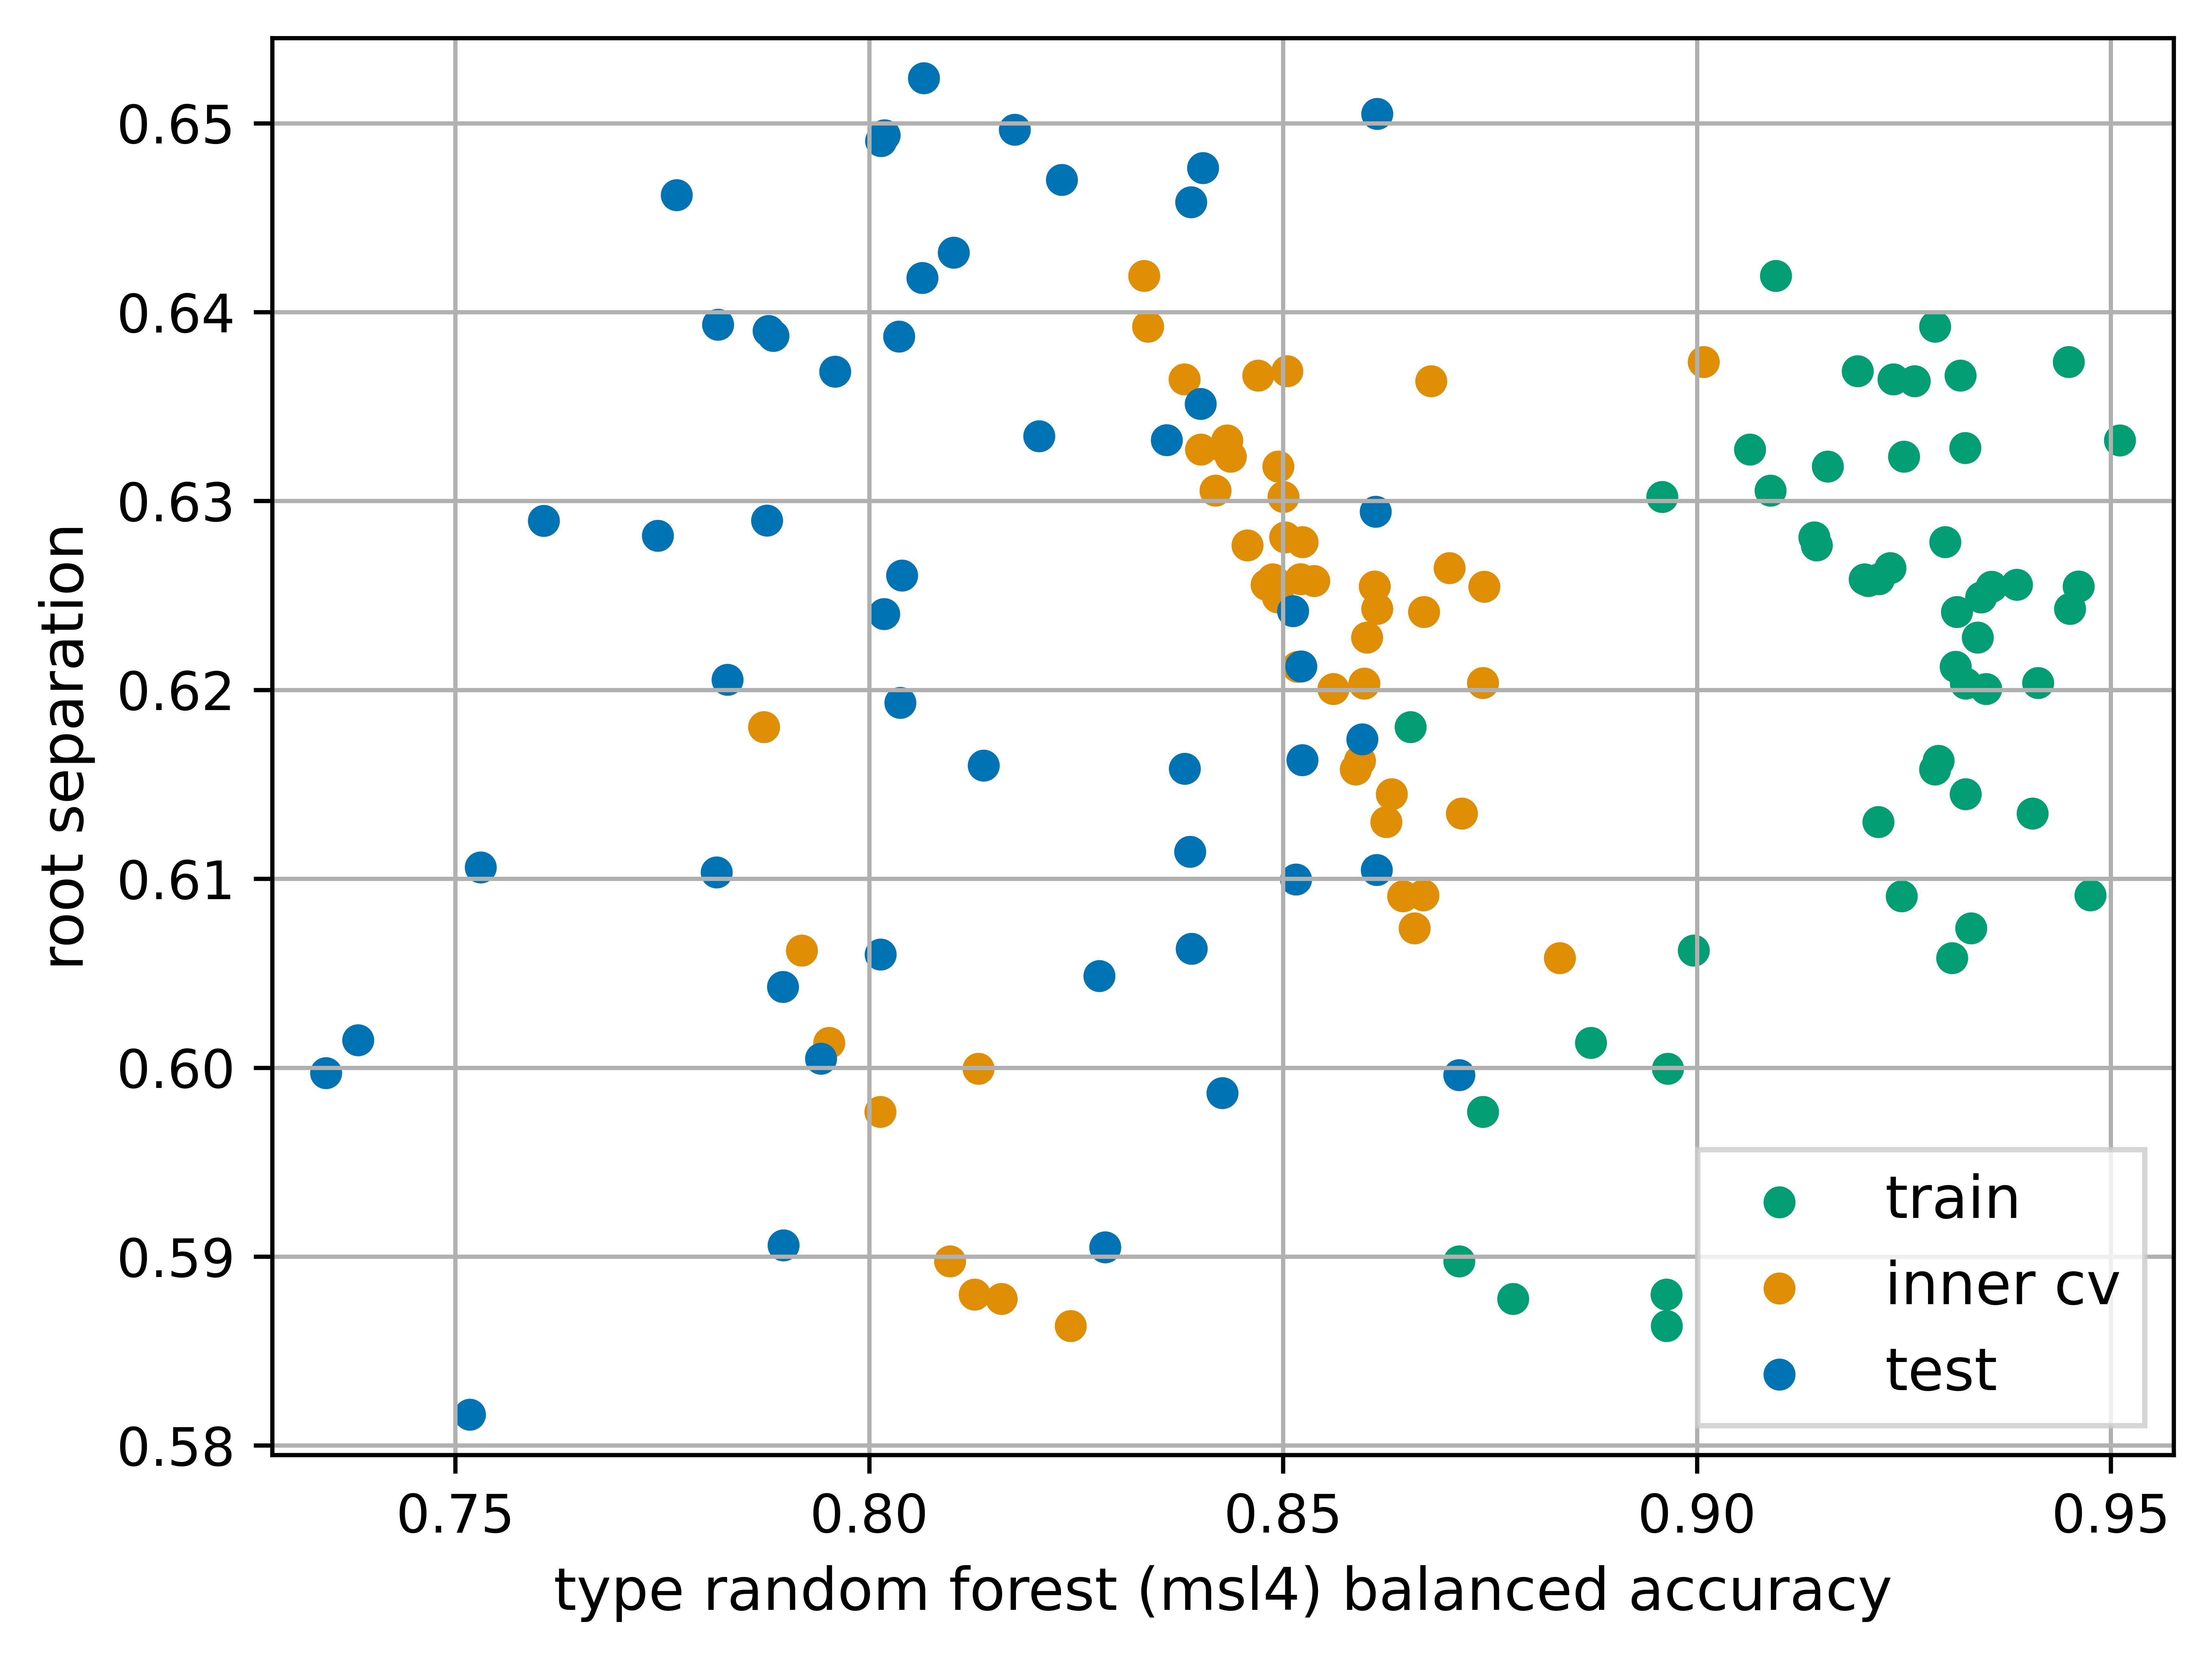 root separation
0.65
0.64
0.63
0.62
0.61
0.60
0.59
0.58
0.75 0.80 0.85 0.90 0.95
type random forest (msl4) balanced accuracy
train
inner cv
test